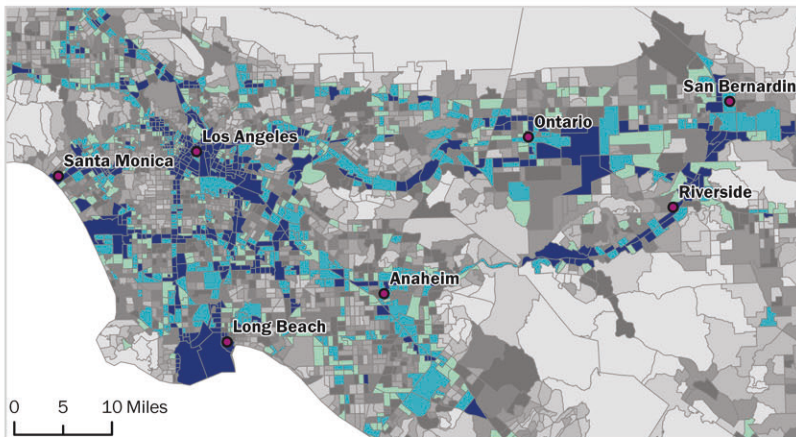 San Bernardin
Ontario
Los Angeles
Santa Monica
Riverside
Anaheim
Long Beach
0 5 10 Miles